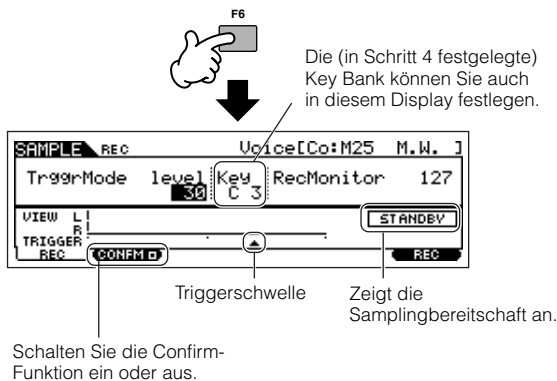 F6
Die (in Schritt 4 festgelegte)
Key Bank können Sie auch
in diesem Display festlegen.
SAMPLE REC Voice[Co:M25 M.W. ]
TrggrMode level Key RecMonitor 127
30 C 3
VIEW L
R
STANDBY
TRIGGER
REC CONFM REC
Triggerschwelle
Zeigt die
Samplingbereitschaft an.
Schalten Sie die Confirm-
Funktion ein oder aus.